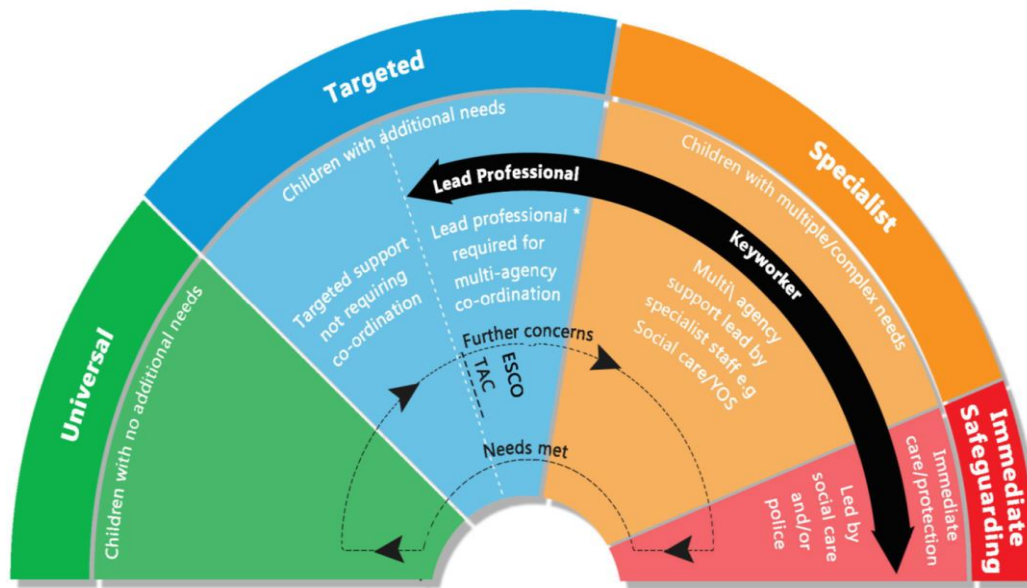 Universal
Children with no additional needs
Targeted
Children with additional needs
Targeted support
not requiring
co-ordination
Lead Professional
Lead professional *
required for
multi-agency
co-ordination
Further concerns
ESCO
TAC
Needs met
Specialist
Children with multiple/complex needs
Keyworker
Multi\ agency
support lead by
specialist staff e.g
Social care/YOS
Immediate
Safeguarding
Immediate
care/protection
Led by
social care
and/or
police